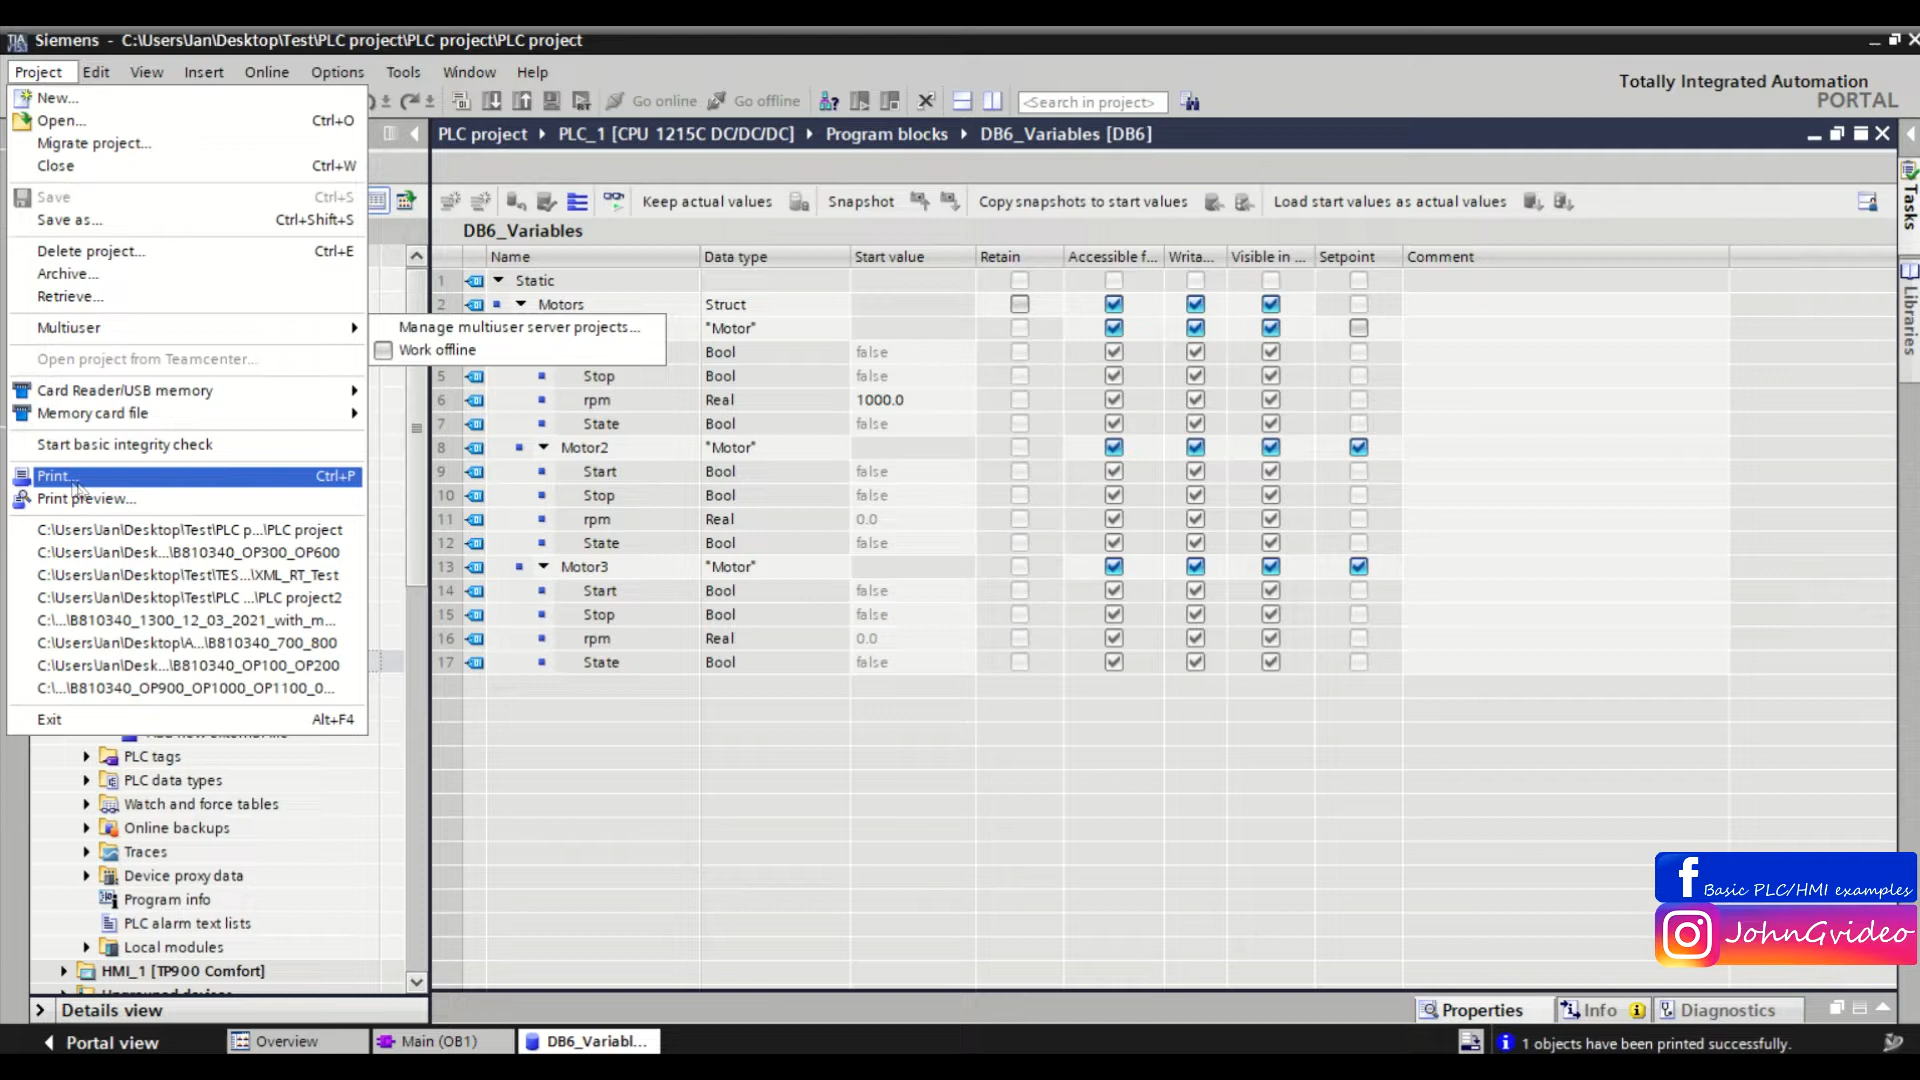 Siemens - C:\Users\Jan\Desktop\Test\PLC project\PLC project\PLC project
Project Edit View Insert Online Options Tools Window Help
Totally Integrated Automation
PORTAL
New...
Open... Ctrl+O
Migrate project...
Close Ctrl+W
Save Ctrl+S
Save as... Ctrl+Shift+S
Delete project... Ctrl+E
Archive...
Retrieve...
Multiuser
Open project from Teamcenter...
Card Reader/USB memory
Memory card file
Start basic integrity check
Print... Ctrl+P
Print preview...
C:\Users\Jan\Desktop\Test\PLC p...\PLC project
C:\Users\Jan\Desk...\B810340_OP300_OP600
C:\Users\Jan\Desktop\Test\TES...\XML_RT_Test
C:\Users\Jan\Desktop\Test\PLC ...\PLC project2
C:\...\B810340_1300_12_03_2021_with_m...
C:\Users\Jan\Desktop\A...\B810340_700_800
C:\Users\Jan\Desk...\B810340_OP100_OP200
C:\...\B810340_OP900_OP1000_OP1100_0...
Exit Alt+F4
Manage multiuser server projects...
Work offline
Go online Go offline <Search in project>
PLC project PLC_1 [CPU 1215C DC/DC/DC] Program blocks DB6_Variables [DB6]
Keep actual values Snapshot Copy snapshots to start values Load start values as actual values
DB6_Variables
Name Data type Start value Retain Accessible f... Writa... Visible in ... Setpoint Comment
1 Static
2 Motors Struct
"Motor"
Bool false
5 Stop Bool false
6 rpm Real 1000.0
7 State Bool false
8 Motor2 "Motor"
9 Start Bool false
10 Stop Bool false
11 rpm Real 0.0
12 State Bool false
13 Motor3 "Motor"
14 Start Bool false
15 Stop Bool false
16 rpm Real 0.0
17 State Bool false
PLC tags
PLC data types
Watch and force tables
Online backups
Traces
Device proxy data
Program info
PLC alarm text lists
Local modules
HMI_1 [TP900 Comfort]
Details view
Tasks
Libraries
Basic PLC/HMI examples
JohnGvideo
Properties Info Diagnostics
Portal view Overview Main (OB1) DB6_Variabl... 1 objects have been printed successfully.